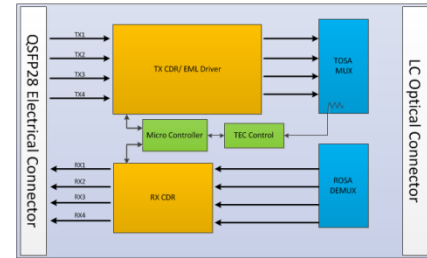 QSFP28 Electrical Connector
TX1
TX2
TX3
TX4
TX CDR/ EML Driver
TOSA
MUX
Micro Controller
TEC Control
RX1
RX2
RX3
RX4
RX CDR
ROSA
DEMUX
LC Optical Connector